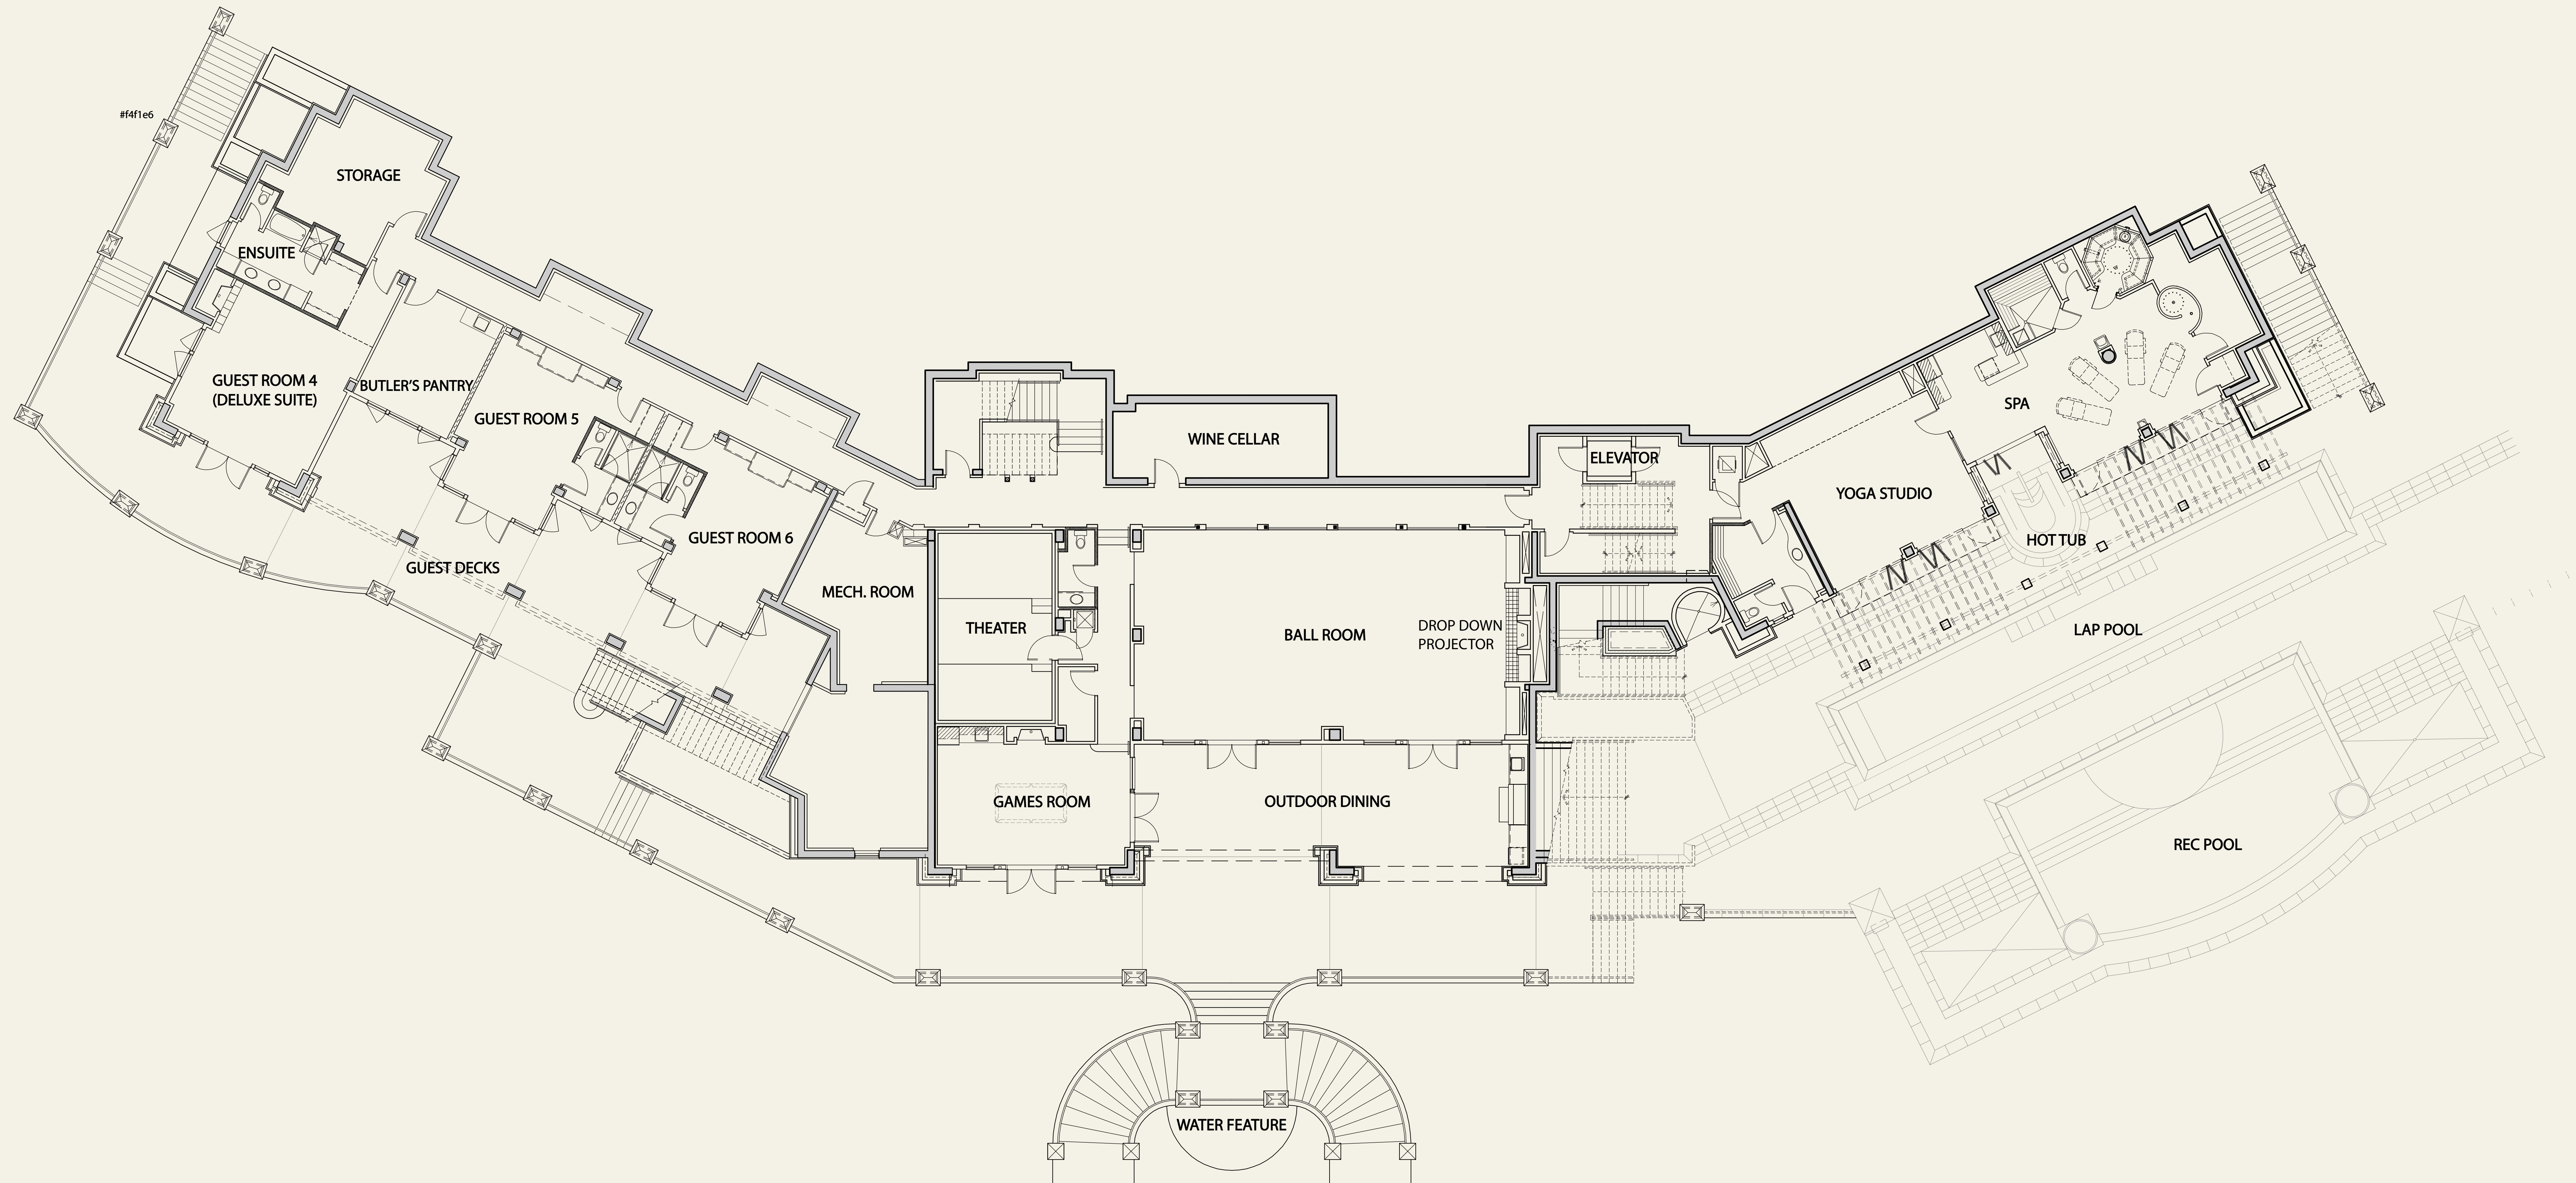 #f4f1e6
STORAGE
ENSUITE
GUEST ROOM 4
(DELUXE SUITE)
BUTLER'S PANTRY
GUEST ROOM 5
GUEST ROOM 6
GUEST DECKS
MECH. ROOM
WINE CELLAR
THEATER
BALL ROOM
DROP DOWN
PROJECTOR
GAMES ROOM
OUTDOOR DINING
ELEVATOR
YOGA STUDIO
SPA
HOT TUB
LAP POOL
REC POOL
WATER FEATURE